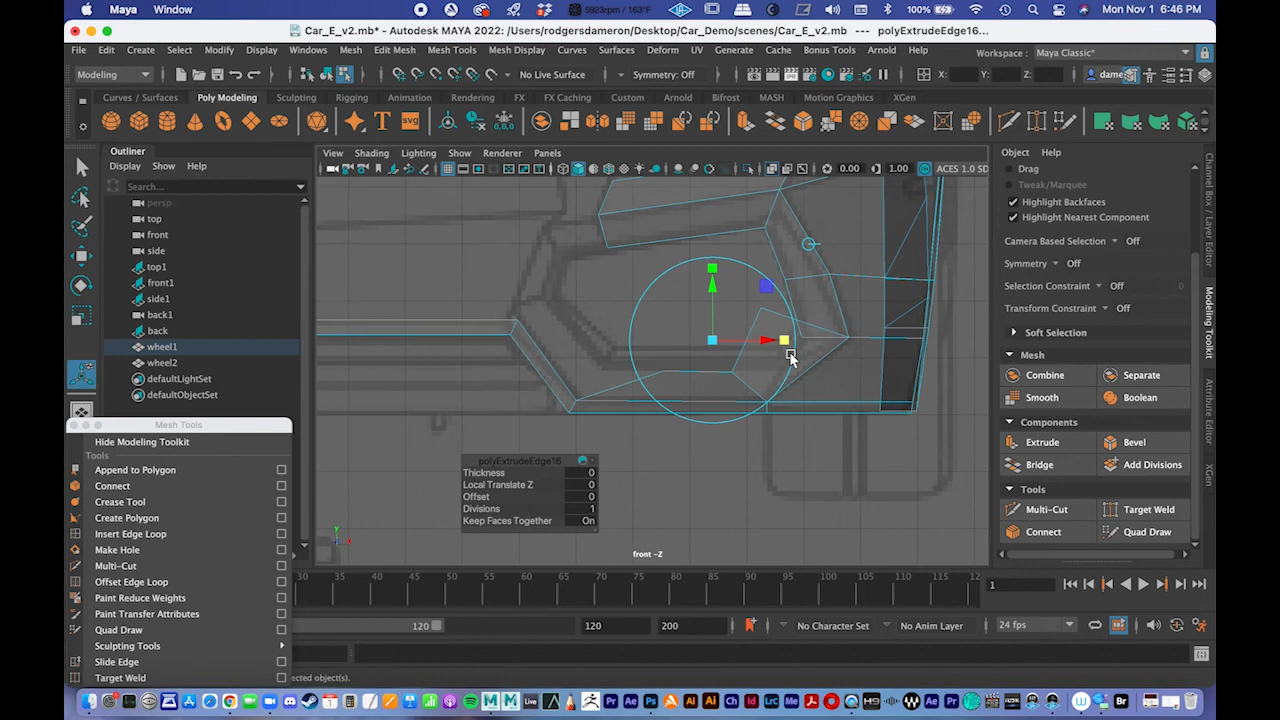 Maya Window 5923rpm / 163°F 100% Mon Nov 1 6:46 PM
Car_E_v2.mb* - Autodesk MAYA 2022: /Users/rodgersdameron/Desktop/Car_Demo/scenes/Car_E_v2.mb --- polyExtrudeEdge16...
File Edit Create Select Modify Display Windows Mesh Edit Mesh Mesh Tools Mesh Display Curves Surfaces Deform UV Generate Cache Bonus Tools Arnold Help Workspace: Maya Classic*
Modeling No Live Surface Symmetry: Off X: Y: Z: dame
Curves / Surfaces Poly Modeling Sculpting Rigging Animation Rendering FX FX Caching Custom Arnold Bifrost MASH Motion Graphics XGen
SVG 0,0,0
Outliner
Display Show Help
Search...
persp
top
front
side
top1
front1
side1
back1
back
wheel1
wheel2
defaultLightSet
defaultObjectSet
Mesh Tools
Hide Modeling Toolkit
Tools
Append to Polygon
Connect
Crease Tool
Create Polygon
Insert Edge Loop
Make Hole
Multi-Cut
Offset Edge Loop
Paint Reduce Weights
Paint Transfer Attributes
Quad Draw
Sculpting Tools
Slide Edge
Target Weld
View Shading Lighting Show Renderer Panels
0.00 1.00 ACES 1.0 SD
polyExtrudeEdge16
Thickness 0
Local Translate Z 0
Offset 0
Divisions 1
Keep Faces Together On
front -Z
Object Help
Drag
Tweak/Marquee
Highlight Backfaces
Highlight Nearest Component
Camera Based Selection Off
Symmetry Off
Selection Constraint Off 0
Transform Constraint Off
Soft Selection
Mesh
Combine Separate
Smooth Boolean
Components
Extrude Bevel
Bridge Add Divisions
Tools
Multi-Cut Target Weld
Connect Quad Draw
Channel Box / Layer Editor
Modeling Toolkit
Attribute Editor
XGen
30 35 40 45 50 55 60 65 70 75 80 85 90 95 100 105 110 115 12
1
120 120 200 No Character Set No Anim Layer 24 fps
ected object(s).